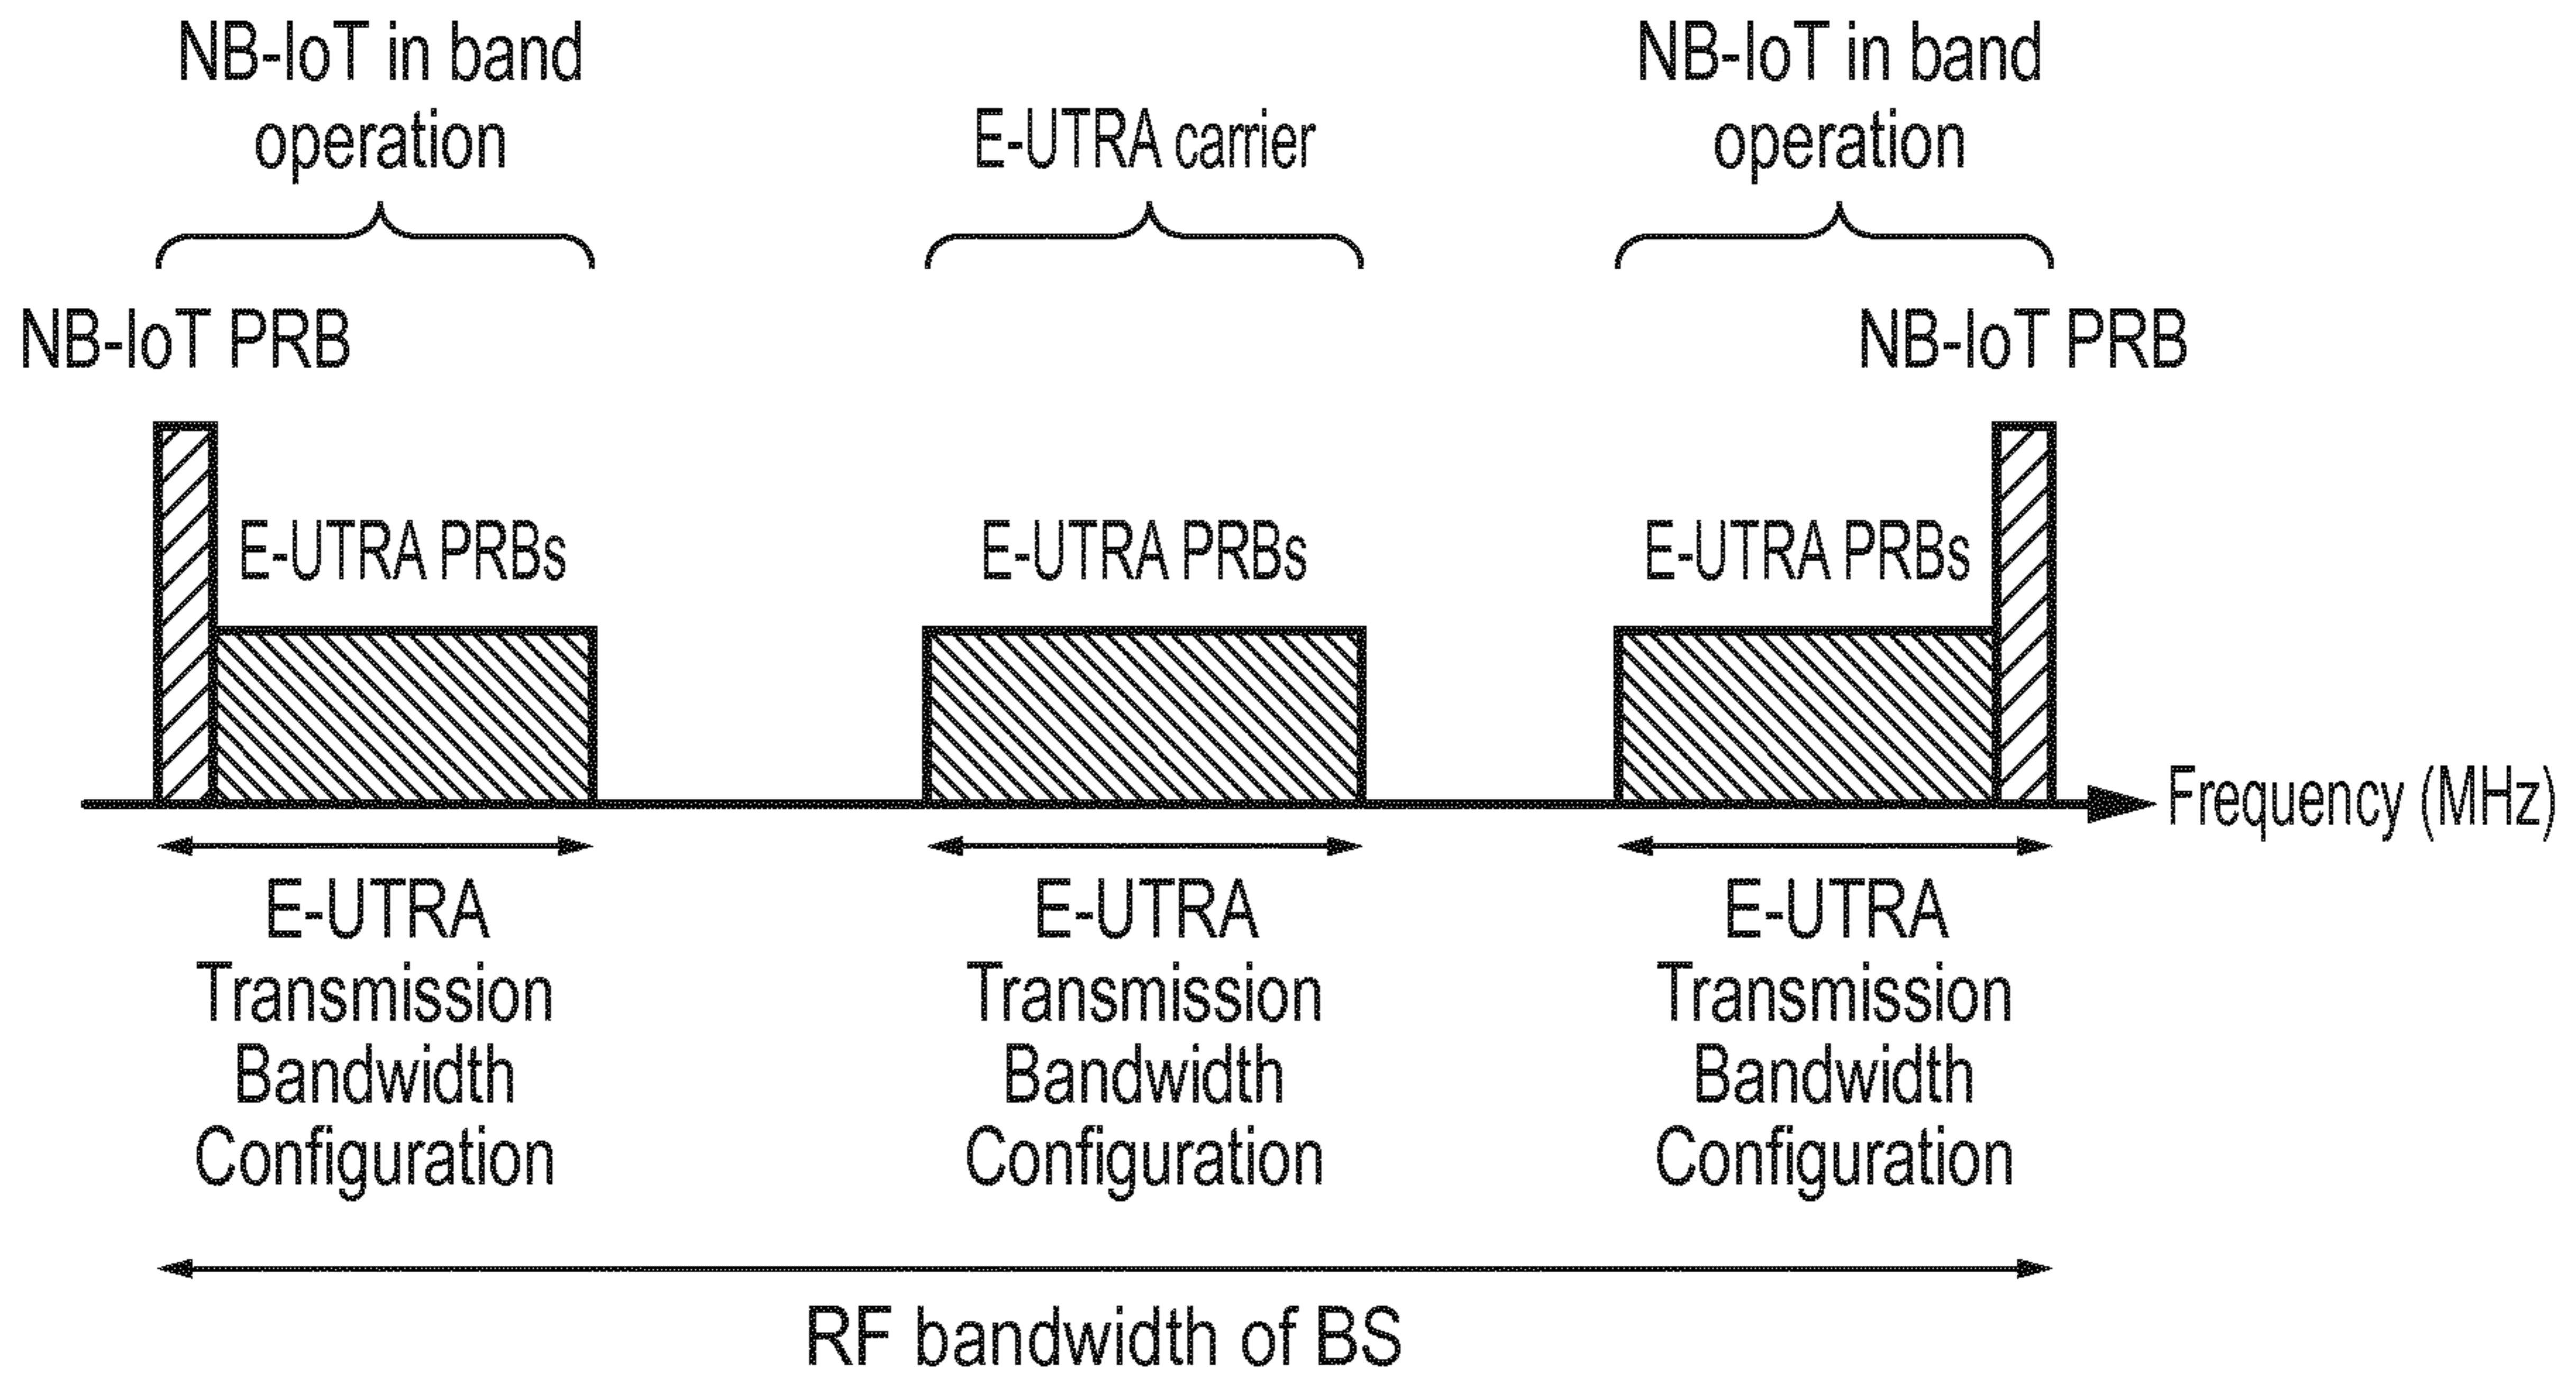 NB-IoT in band
operation
E-UTRA carrier
NB-IoT in band
operation
NB-IoT PRB
NB-IoT PRB
E-UTRA PRBs
E-UTRA PRBs
E-UTRA PRBs
Frequency (MHz)
E-UTRA
Transmission
Bandwidth
Configuration
E-UTRA
Transmission
Bandwidth
Configuration
E-UTRA
Transmission
Bandwidth
Configuration
RF bandwidth of BS